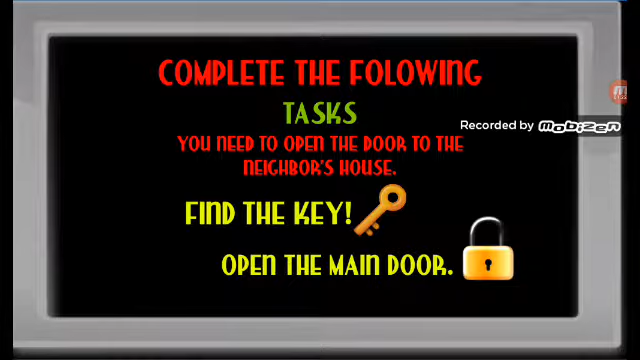 COMPLETE THE FOLOWING
TASKS
Recorded by mobizen
YOU NEED TO OPEN THE DOOR TO THE
NEIGHBOR'S HOUSE.
FIND THE KEY!
OPEN THE MAIN DOOR.